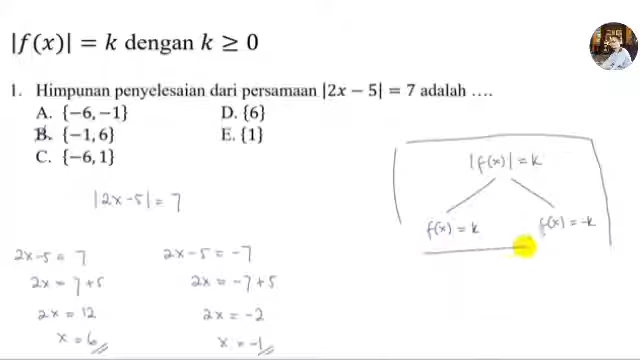 |f(x)| = k dengan k ≥ 0
1. Himpunan penyelesaian dari persamaan |2x − 5| = 7 adalah ….
A. {−6, −1} D. {6}
B. {−1, 6} E. {1}
C. {−6, 1}
|2x-5| = 7
2x-5 = 7
2x = 7+5
2x = 12
x = 6
2x-5 = -7
2x = -7+5
2x = -2
x = -1
|f(x)| = k
f(x) = k
f(x) = -k